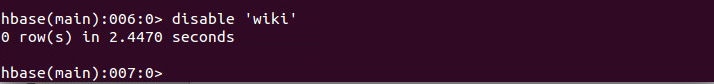 hbase(main):006:0> disable 'wiki'
0 row(s) in 2.4470 seconds
hbase(main):007:0>